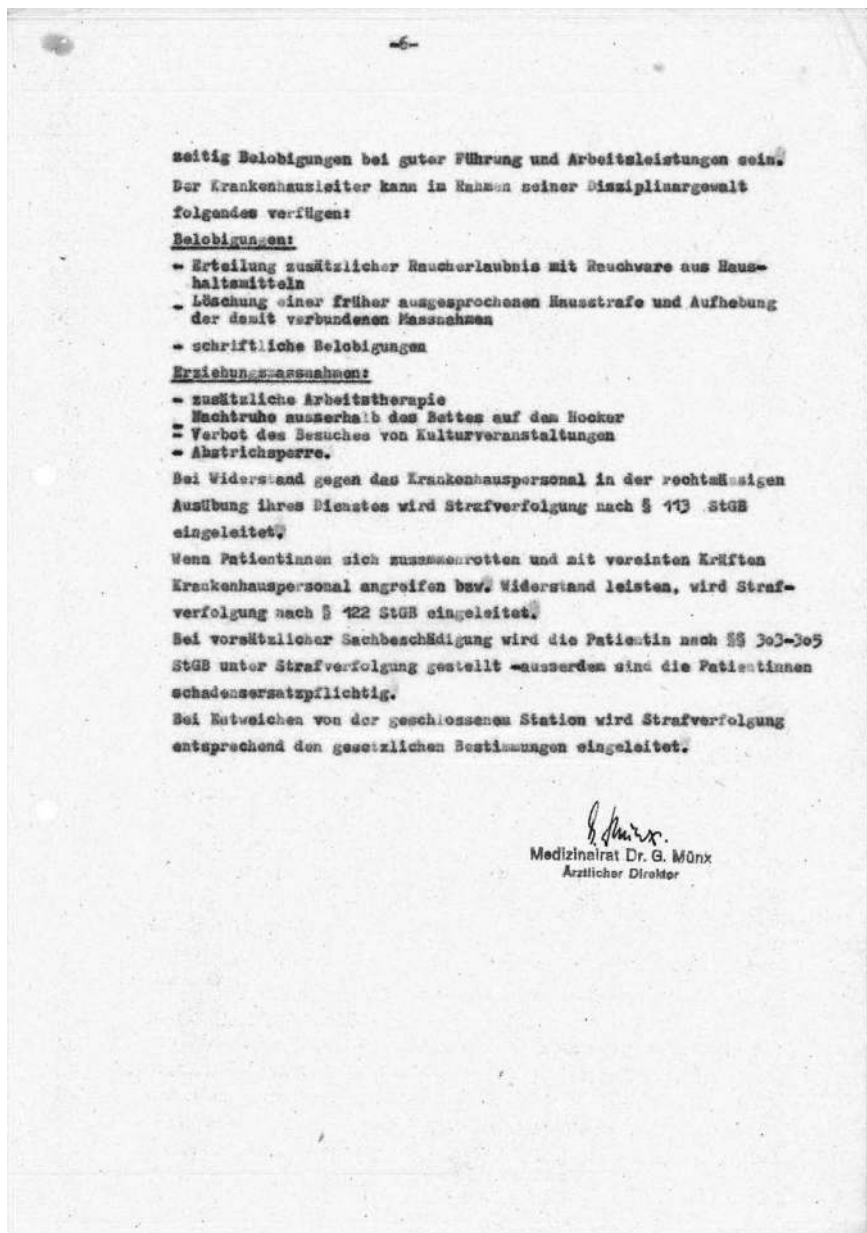 -6-
zeitig Belobigungen bei guter Führung und Arbeitsleistungen sein.
Der Krankenhausleiter kann im Rahmen seiner Disziplinargewalt
folgendes verfügen:
Belobigungen:
- Erteilung zusätzlicher Raucherlaubnis mit Rauchware aus Haus-
haltsmitteln
- Löschung einer früher ausgesprochenen Hausstrafe und Aufhebung
der damit verbundenen Massnahmen
- schriftliche Belobigungen
Erziehungsmassnahmen:
- zusätzliche Arbeitstherapie
- Nachtruhe ausserhalb des Bettes auf dem Hocker
- Verbot des Besuches von Kulturveranstaltungen
- Abstrichsperre.
Bei Widerstand gegen das Krankenhauspersonal in der rechtmässigen
Ausübung ihres Dienstes wird Strafverfolgung nach § 113 StGB
eingeleitet.
Wenn Patientinnen sich zusammenrotten und mit vereinten Kräften
Krankenhauspersonal angreifen bzw. Widerstand leisten, wird Straf-
verfolgung nach § 122 StGB eingeleitet.
Bei vorsätzlicher Sachbeschädigung wird die Patientin nach §§ 303-305
StGB unter Strafverfolgung gestellt -ausserdem sind die Patientinnen
schadensersatzpflichtig.
Bei Entweichen von der geschlossenen Station wird Strafverfolgung
entsprechend den gesetzlichen Bestimmungen eingeleitet.
G. Münx.
Medizinalrat Dr. G. Münx
Ärztlicher Direktor